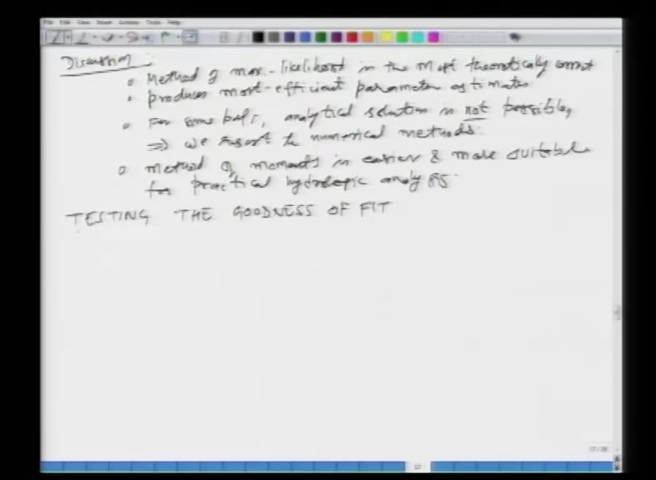 Discussion :
Method of max. likelihood is the most theoretically correct
produces most-efficient parameter estimates
For some pdfs, analytical solution is not possible,
⇒ we resort to numerical methods.
method of moments is easier & more suitable
for practical hydrologic analysis.
TESTING THE GOODNESS OF FIT